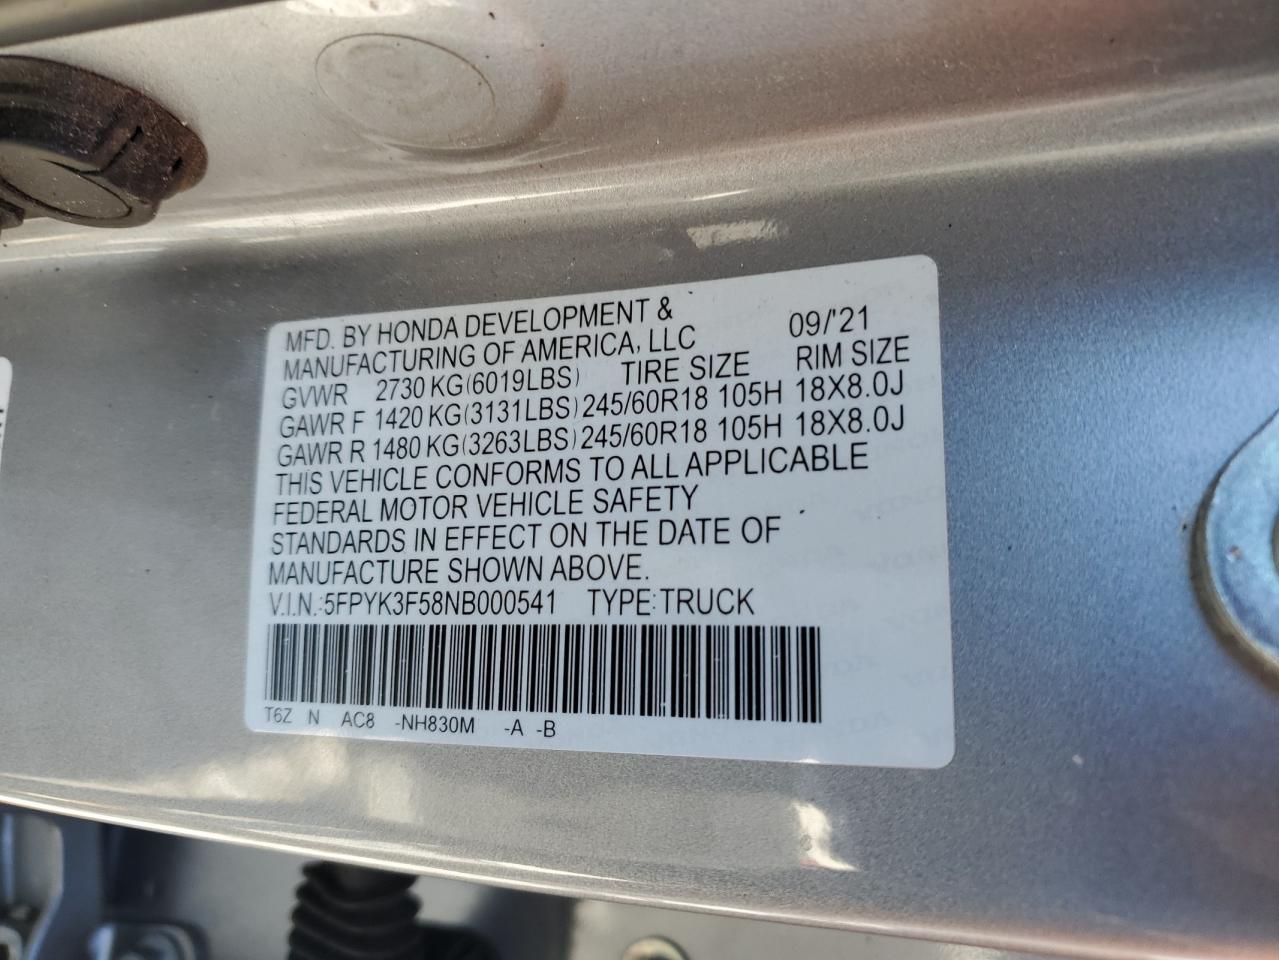 MFD. BY HONDA DEVELOPMENT &
MANUFACTURING OF AMERICA, LLC 09/'21
GVWR 2730 KG(6019LBS) TIRE SIZE RIM SIZE
GAWR F 1420 KG(3131LBS) 245/60R18 105H 18X8.0J
GAWR R 1480 KG(3263LBS) 245/60R18 105H 18X8.0J
THIS VEHICLE CONFORMS TO ALL APPLICABLE
FEDERAL MOTOR VEHICLE SAFETY
STANDARDS IN EFFECT ON THE DATE OF
MANUFACTURE SHOWN ABOVE.
V.I.N.:5FPYK3F58NB000541 TYPE:TRUCK
T6Z N AC8 -NH830M -A -B